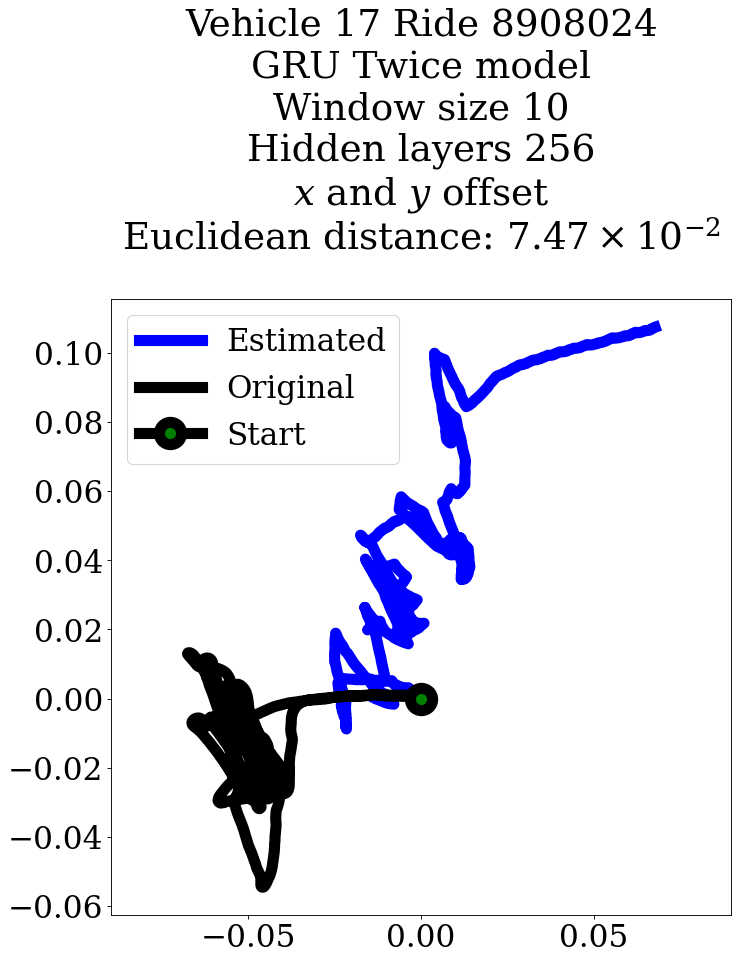 Vehicle 17 Ride 8908024
GRU Twice model
Window size 10
Hidden layers 256
x and y offset
Euclidean distance: 7.47 × 10⁻²
Estimated
Original
Start
0.10
0.08
0.06
0.04
0.02
0.00
−0.02
−0.04
−0.06
−0.05 0.00 0.05